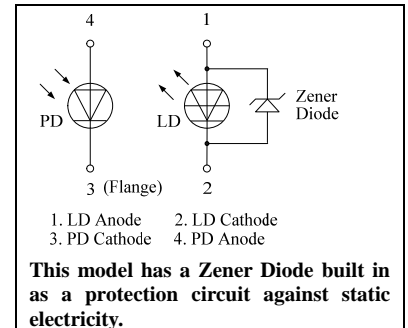 4 1
PD LD Zener
Diode
3 (Flange) 2
1. LD Anode 2. LD Cathode
3. PD Cathode 4. PD Anode
This model has a Zener Diode built in
as a protection circuit against static
electricity.